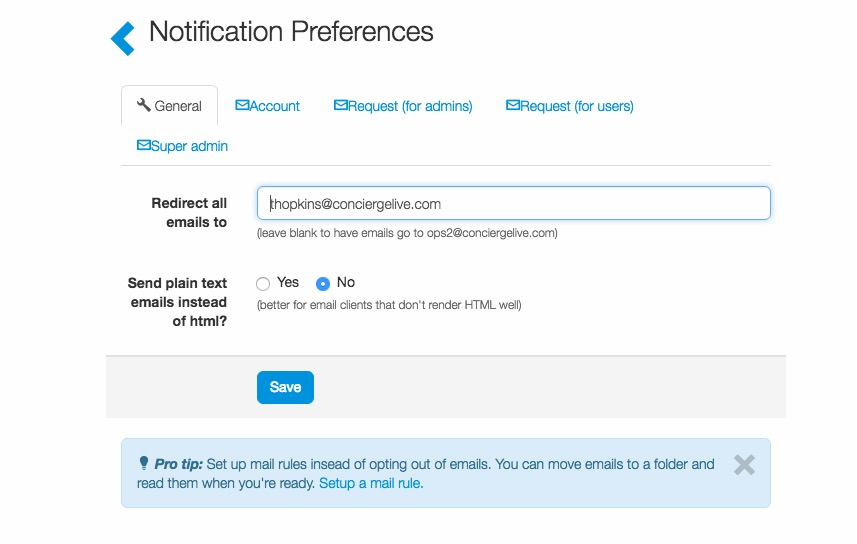 Notification Preferences
General
Account
Request (for admins)
Request (for users)
Super admin
Redirect all
emails to
thopkins@conciergelive.com
(leave blank to have emails go to ops2@conciergelive.com)
Send plain text
emails instead
of html?
Yes
No
(better for email clients that don't render HTML well)
Save
Pro tip: Set up mail rules insead of opting out of emails. You can move emails to a folder and
read them when you're ready. Setup a mail rule.